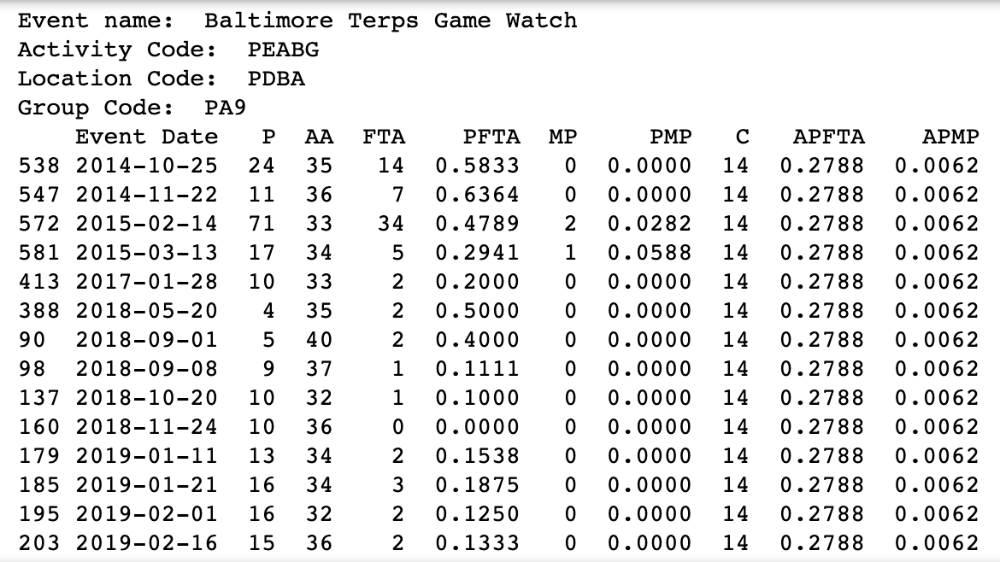 Event name:  Baltimore Terps Game Watch
Activity Code:  PEABG
Location Code:  PDBA
Group Code:  PA9
    Event Date   P  AA  FTA    PFTA  MP    PMP   C   APFTA    APMP
538 2014-10-25  24  35   14  0.5833   0  0.0000  14  0.2788  0.0062
547 2014-11-22  11  36    7  0.6364   0  0.0000  14  0.2788  0.0062
572 2015-02-14  71  33   34  0.4789   2  0.0282  14  0.2788  0.0062
581 2015-03-13  17  34    5  0.2941   1  0.0588  14  0.2788  0.0062
413 2017-01-28  10  33    2  0.2000   0  0.0000  14  0.2788  0.0062
388 2018-05-20   4  35    2  0.5000   0  0.0000  14  0.2788  0.0062
90  2018-09-01   5  40    2  0.4000   0  0.0000  14  0.2788  0.0062
98  2018-09-08   9  37    1  0.1111   0  0.0000  14  0.2788  0.0062
137 2018-10-20  10  32    1  0.1000   0  0.0000  14  0.2788  0.0062
160 2018-11-24  10  36    0  0.0000   0  0.0000  14  0.2788  0.0062
179 2019-01-11  13  34    2  0.1538   0  0.0000  14  0.2788  0.0062
185 2019-01-21  16  34    3  0.1875   0  0.0000  14  0.2788  0.0062
195 2019-02-01  16  32    2  0.1250   0  0.0000  14  0.2788  0.0062
203 2019-02-16  15  36    2  0.1333   0  0.0000  14  0.2788  0.0062